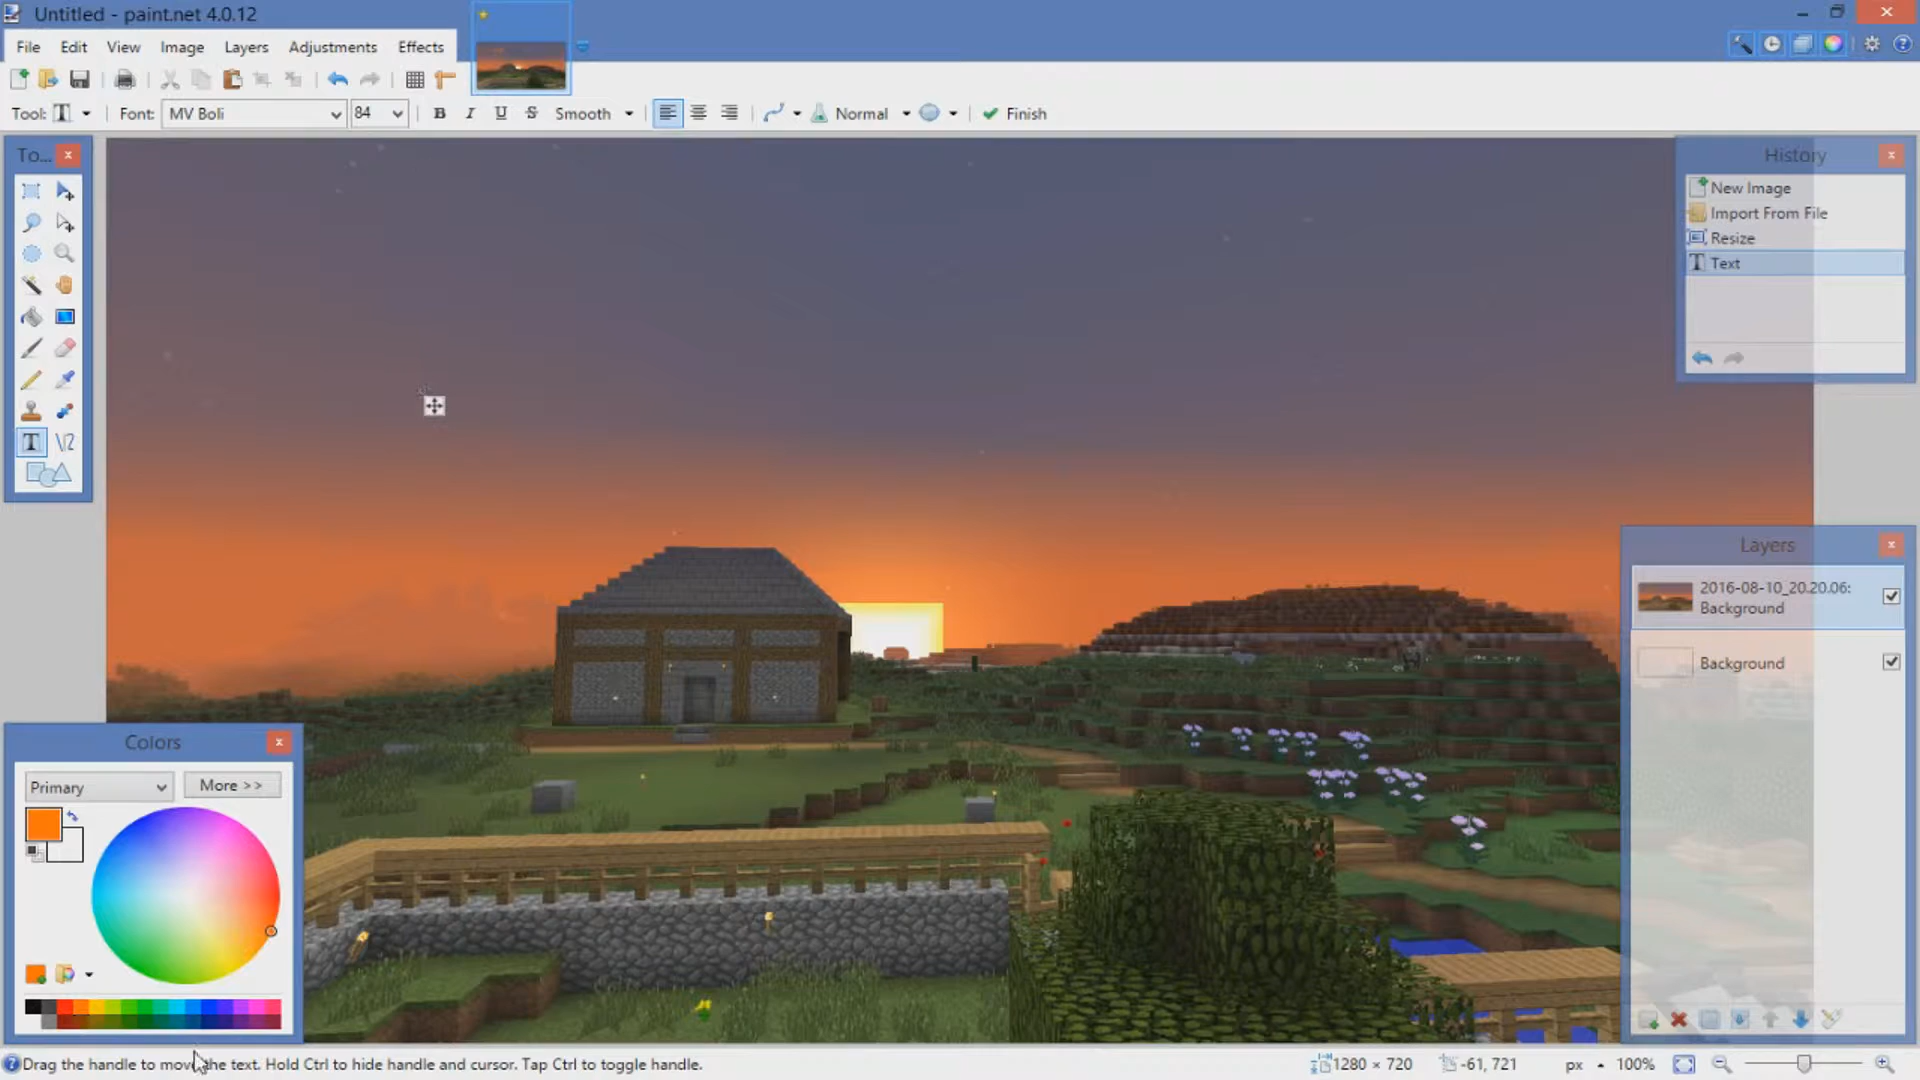 Untitled - paint.net 4.0.12
File Edit View Image Layers Adjustments Effects
Tool: Font: MV Boli 84 B I U S Smooth Normal Finish
To...
History
New Image
Import From File
Resize
Text
Layers
2016-08-10_20.20.06:
Background
Background
Colors
Primary More >>
Drag the handle to move the text. Hold Ctrl to hide handle and cursor. Tap Ctrl to toggle handle.
1280 × 720 -61, 721 px 100%